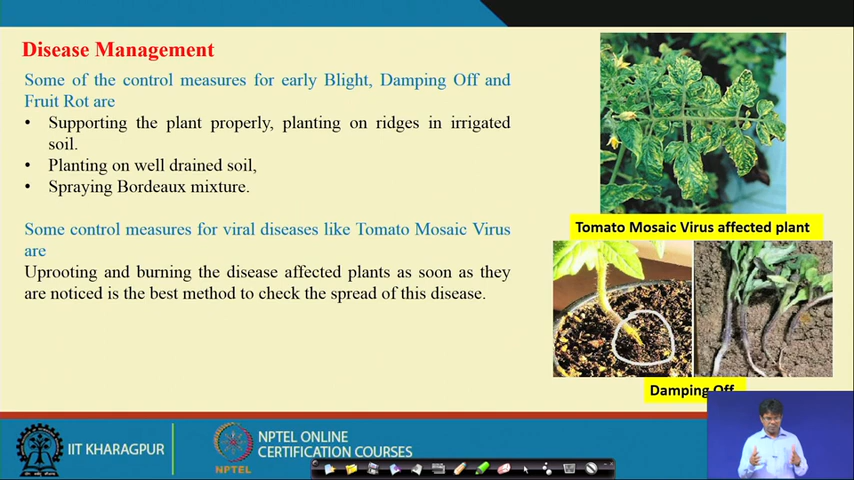 Disease Management
Some of the control measures for early Blight, Damping Off and
Fruit Rot are
• Supporting the plant properly, planting on ridges in irrigated
soil.
• Planting on well drained soil,
• Spraying Bordeaux mixture.
Some control measures for viral diseases like Tomato Mosaic Virus
are
Uprooting and burning the disease affected plants as soon as they
are noticed is the best method to check the spread of this disease.
Tomato Mosaic Virus affected plant
Damping Off
IIT KHARAGPUR
NPTEL
NPTEL ONLINE
CERTIFICATION COURSES